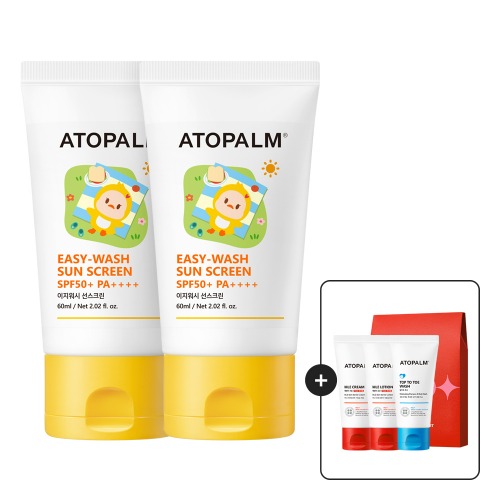 ATOPALM
EASY-WASH
SUN SCREEN
SPF50+ PA++++
이지워시 선스크린
60ml / Net 2.02 fl. oz.
ATOPALM®
EASY-WASH
SUN SCREEN
SPF50+ PA++++
이지워시 선스크린
60ml / Net 2.02 fl. oz.
+
MLE CREAM
MLE LOTION
ATOPALM
TOP TO TOE
WASH